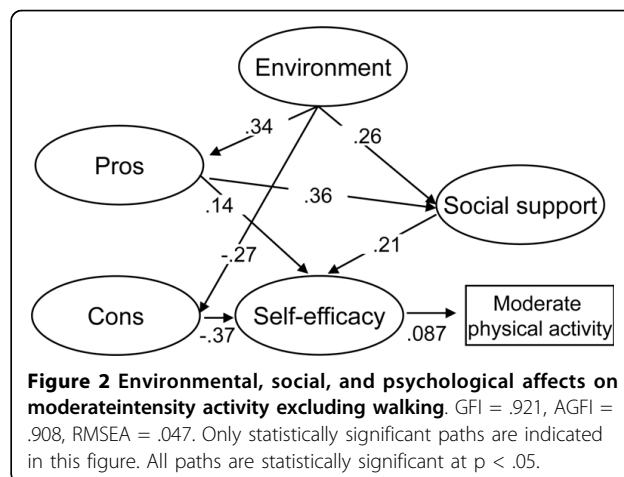 Environment
.34
.26
Pros
.36
.14
Social support
-.27
.21
Cons
-.37
Self-efficacy
.087
Moderate
physical activity
Figure 2 Environmental, social, and psychological affects on
moderateintensity activity excluding walking. GFI = .921, AGFI =
.908, RMSEA = .047. Only statistically significant paths are indicated
in this figure. All paths are statistically significant at p < .05.